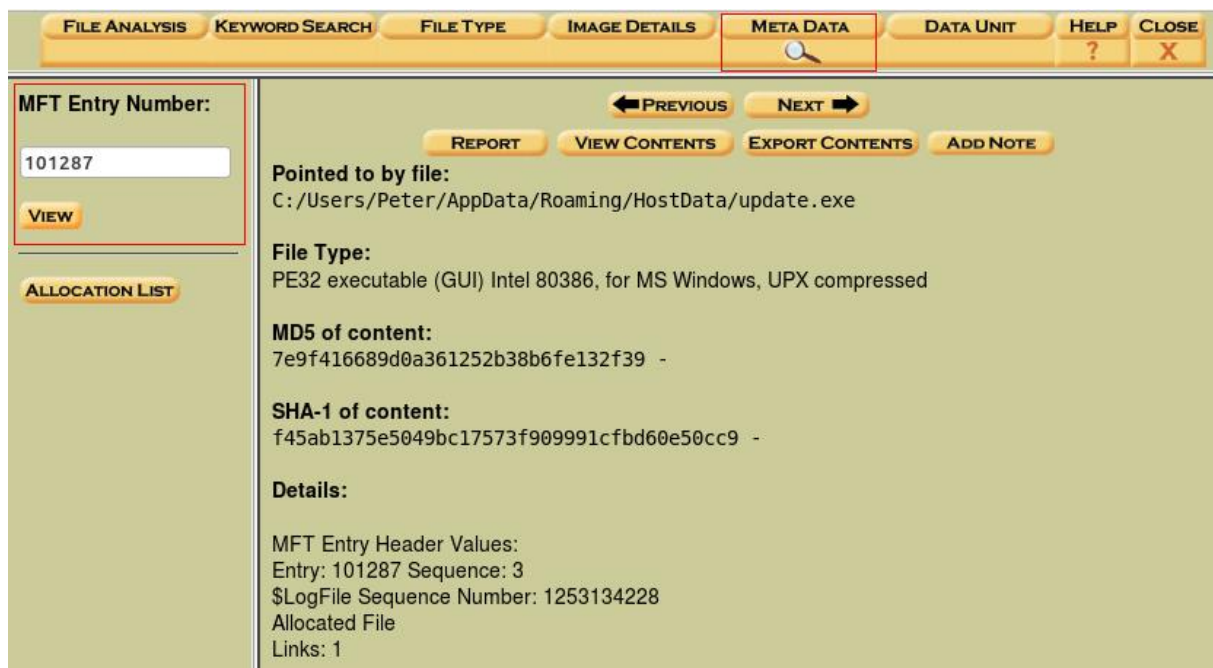 FILE ANALYSIS KEYWORD SEARCH FILE TYPE IMAGE DETAILS META DATA DATA UNIT HELP CLOSE
? X
MFT Entry Number:
101287
VIEW
ALLOCATION LIST
PREVIOUS NEXT
REPORT VIEW CONTENTS EXPORT CONTENTS ADD NOTE
Pointed to by file:
C:/Users/Peter/AppData/Roaming/HostData/update.exe
File Type:
PE32 executable (GUI) Intel 80386, for MS Windows, UPX compressed
MD5 of content:
7e9f416689d0a361252b38b6fe132f39 -
SHA-1 of content:
f45ab1375e5049bc17573f909991cfbd60e50cc9 -
Details:
MFT Entry Header Values:
Entry: 101287 Sequence: 3
$LogFile Sequence Number: 1253134228
Allocated File
Links: 1